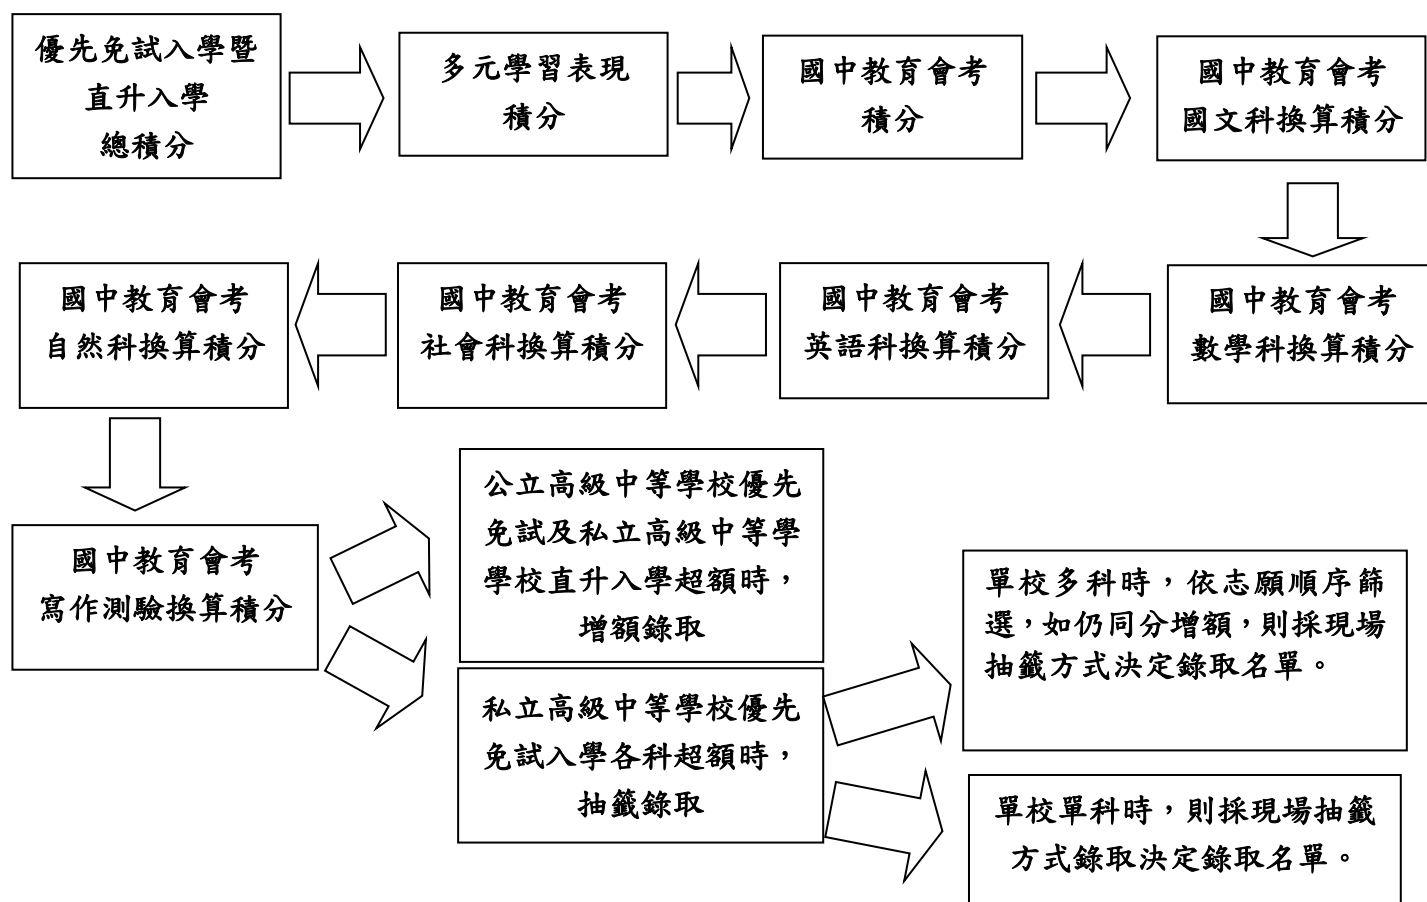 優先免試入學暨
直升入學
總積分
多元學習表現
積分
國中教育會考
積分
國中教育會考
國文科換算積分
國中教育會考
數學科換算積分
國中教育會考
英語科換算積分
國中教育會考
社會科換算積分
國中教育會考
自然科換算積分
國中教育會考
寫作測驗換算積分
公立高級中等學校優先
免試及私立高級中等學
學校直升入學超額時，
增額錄取
私立高級中等學校優先
免試入學各科超額時，
抽籤錄取
單校多科時，依志願順序篩
選，如仍同分增額，則採現場
抽籤方式決定錄取名單。
單校單科時，則採現場抽籤
方式錄取決定錄取名單。